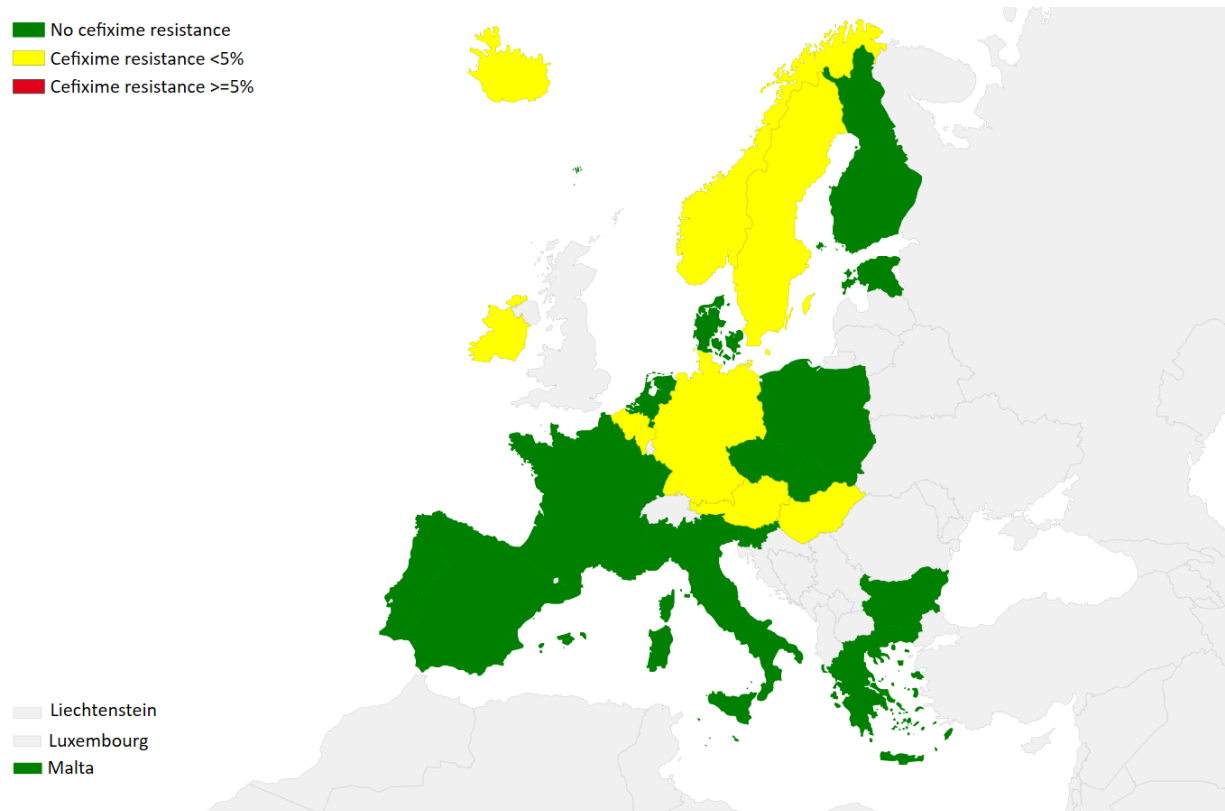 No cefixime resistance
Cefixime resistance <5%
Cefixime resistance >=5%
Liechtenstein
Luxembourg
Malta